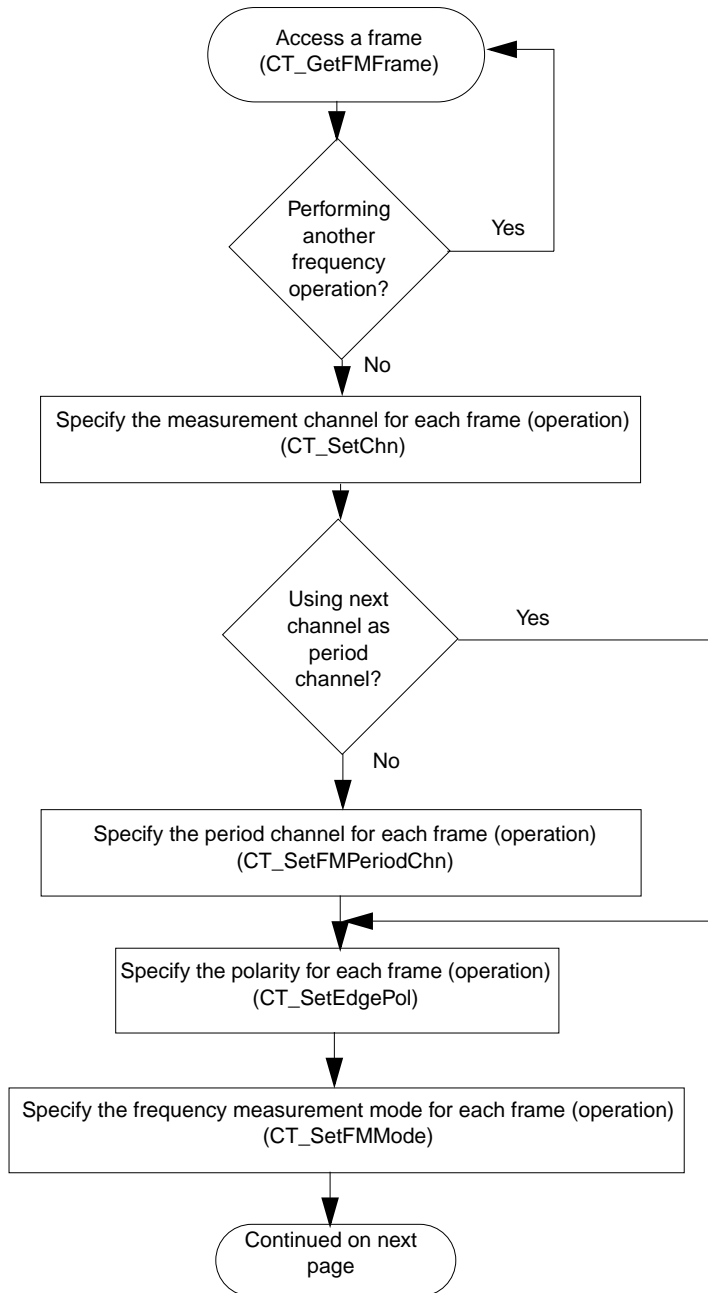 Access a frame
(CT_GetFMFrame)
Performing
another
frequency
operation?
Yes
No
Specify the measurement channel for each frame (operation)
(CT_SetChn)
Using next
channel as
period
channel?
Yes
No
Specify the period channel for each frame (operation)
(CT_SetFMPeriodChn)
Specify the polarity for each frame (operation)
(CT_SetEdgePol)
Specify the frequency measurement mode for each frame (operation)
(CT_SetFMMode)
Continued on next
page